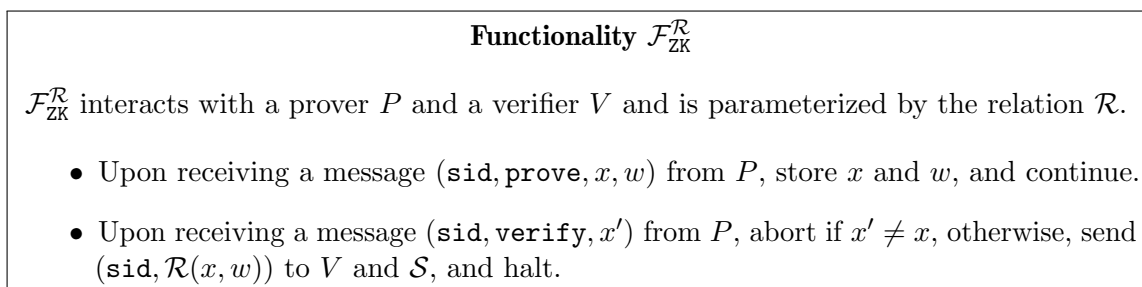 Functionality $\mathcal{F}_{\mathtt{ZK}}^{\mathcal{R}}$
$\mathcal{F}_{\mathtt{ZK}}^{\mathcal{R}}$ interacts with a prover $P$ and a verifier $V$ and is parameterized by the relation $\mathcal{R}$.
• Upon receiving a message (sid, prove, $x$, $w$) from $P$, store $x$ and $w$, and continue.
• Upon receiving a message (sid, verify, $x'$) from $P$, abort if $x' \neq x$, otherwise, send
(sid, $\mathcal{R}(x, w)$) to $V$ and $\mathcal{S}$, and halt.